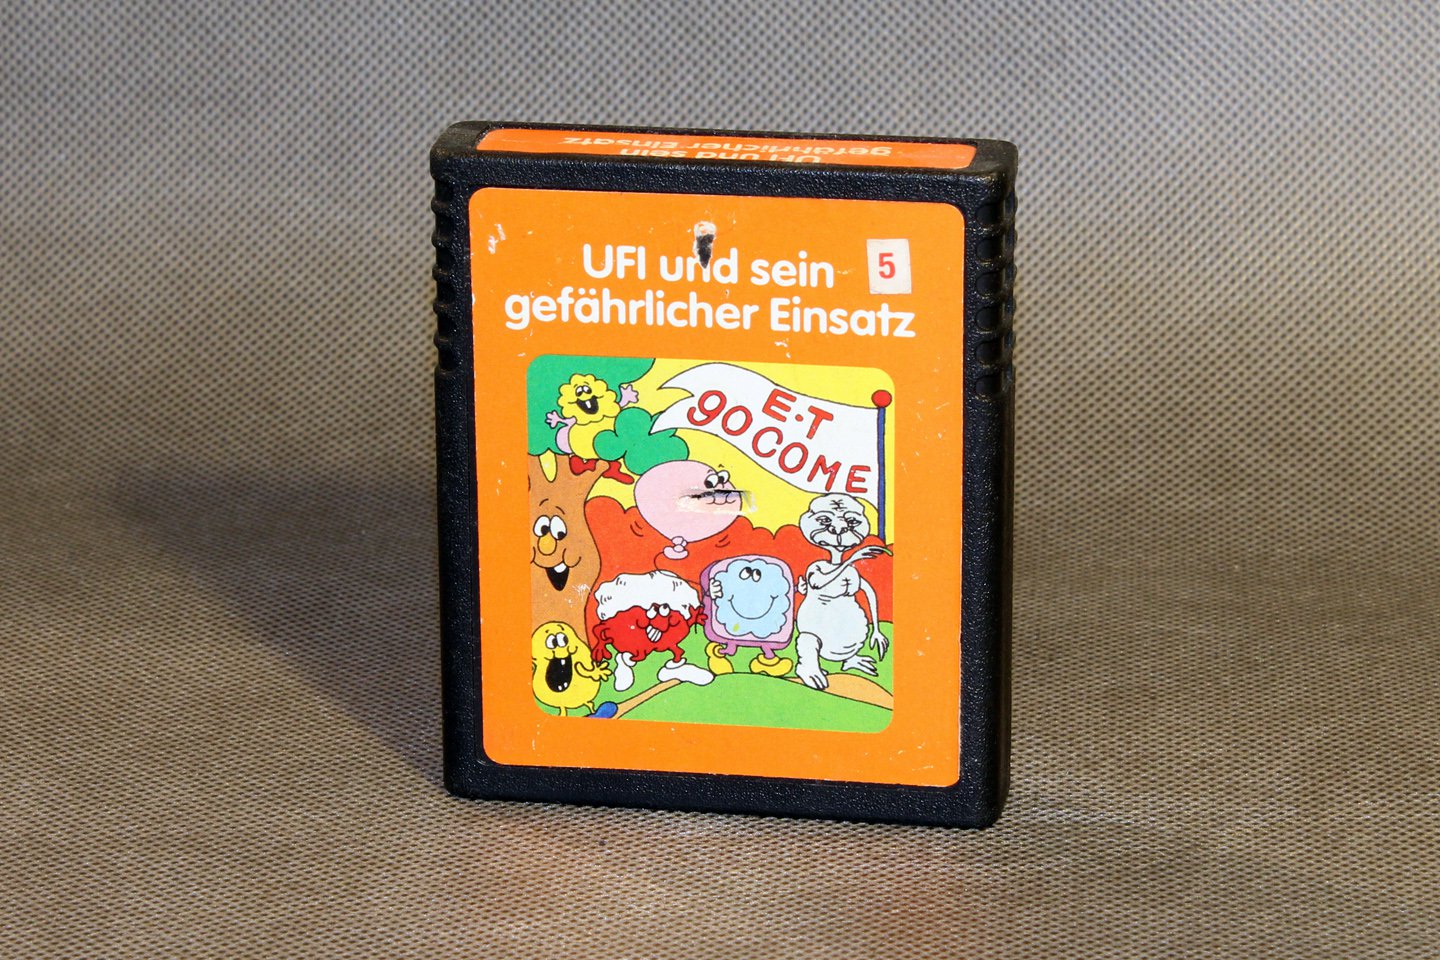 UFI und sein
gefährlicher Einsatz
UFI und sein
5
gefährlicher Einsatz
E.T
go COME